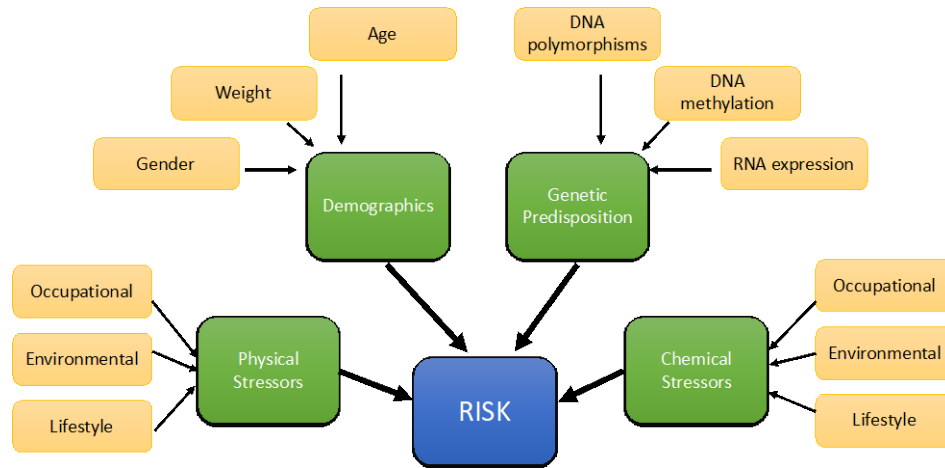 Age
DNA
polymorphisms
Weight
DNA
methylation
Gender
RNA expression
Demographics
Genetic
Predisposition
Occupational
Environmental
Lifestyle
Physical
Stressors
RISK
Chemical
Stressors
Occupational
Environmental
Lifestyle